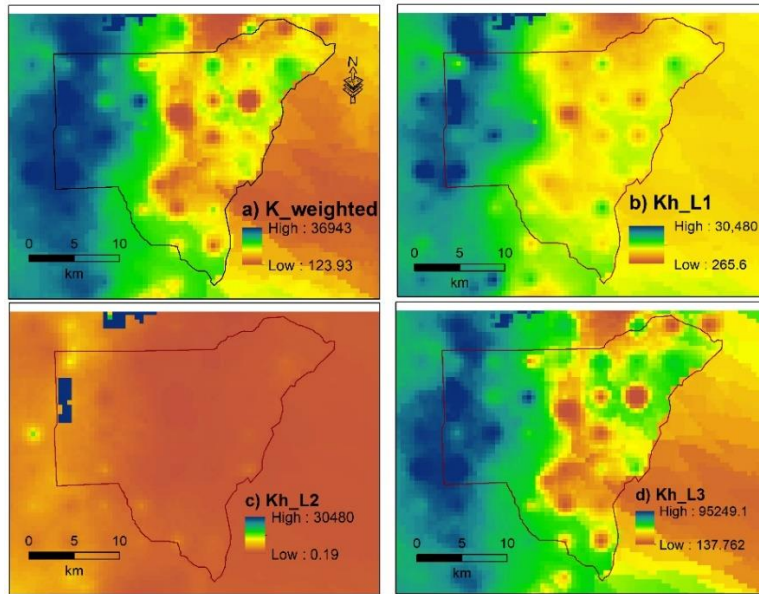 N
a) K_weighted
High : 36943
Low : 123.93
0 5 10
km
b) Kh_L1
High : 30,480
Low : 265.6
0 5 10
km
c) Kh_L2
High : 30480
Low : 0.19
0 5 10
km
d) Kh_L3
High : 95249.1
Low : 137.762
0 5 10
km